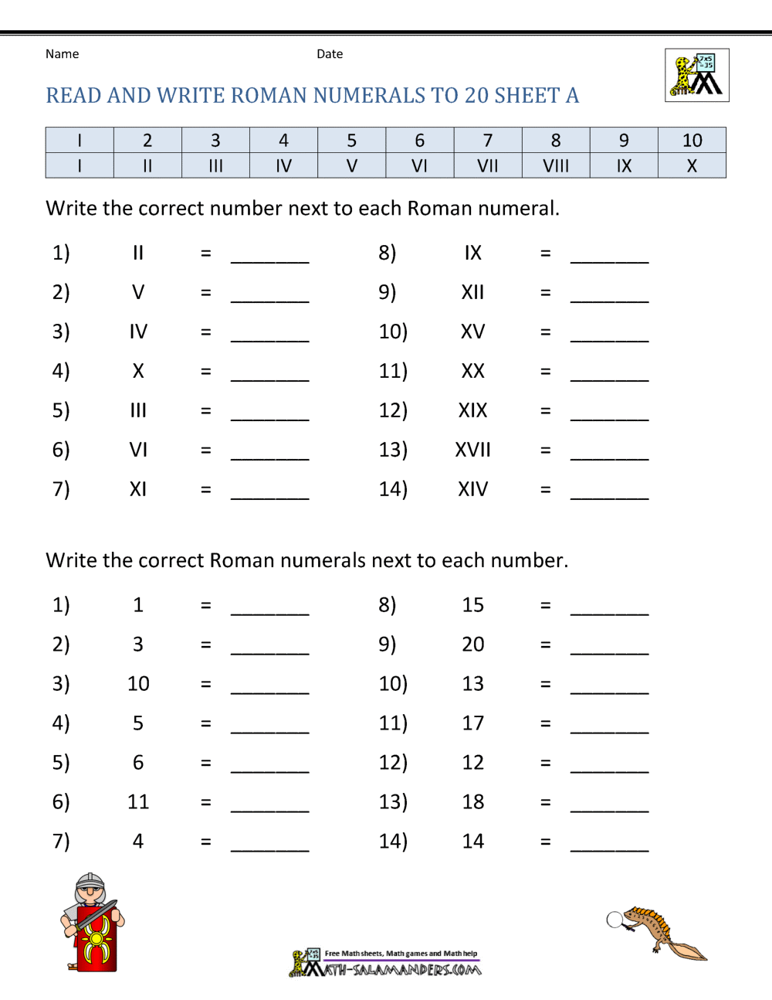 Name Date
7x5
=35
READ AND WRITE ROMAN NUMERALS TO 20 SHEET A
I 2 3 4 5 6 7 8 9 10
I II III IV V VI VII VIII IX X
Write the correct number next to each Roman numeral.
1) II = _______ 8) IX = _______
2) V = _______ 9) XII = _______
3) IV = _______ 10) XV = _______
4) X = _______ 11) XX = _______
5) III = _______ 12) XIX = _______
6) VI = _______ 13) XVII = _______
7) XI = _______ 14) XIV = _______
Write the correct Roman numerals next to each number.
1) 1 = _______ 8) 15 = _______
2) 3 = _______ 9) 20 = _______
3) 10 = _______ 10) 13 = _______
4) 5 = _______ 11) 17 = _______
5) 6 = _______ 12) 12 = _______
6) 11 = _______ 13) 18 = _______
7) 4 = _______ 14) 14 = _______
Free Math sheets, Math games and Math help
MATH-SALAMANDERS.COM